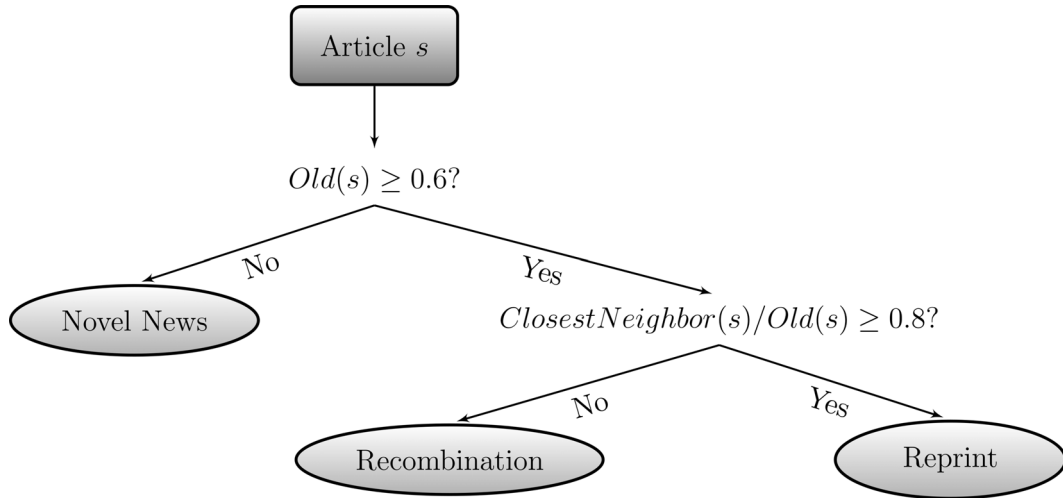 Article s
Old(s) ≥ 0.6?
No
Yes
Novel News
ClosestNeighbor(s)/Old(s) ≥ 0.8?
No
Yes
Recombination
Reprint